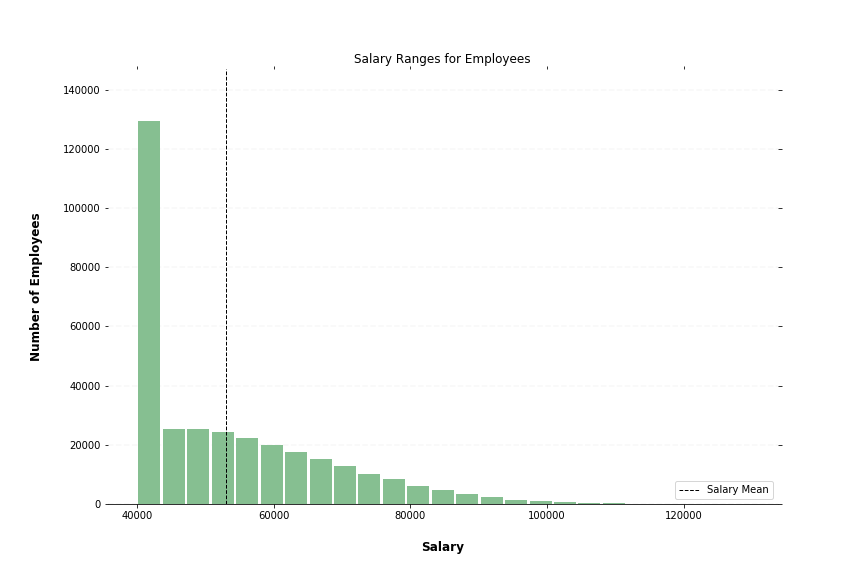 Salary Ranges for Employees
140000
120000
100000
80000
60000
40000
20000
0
Number of Employees
40000 60000 80000 100000 120000
Salary
Salary Mean